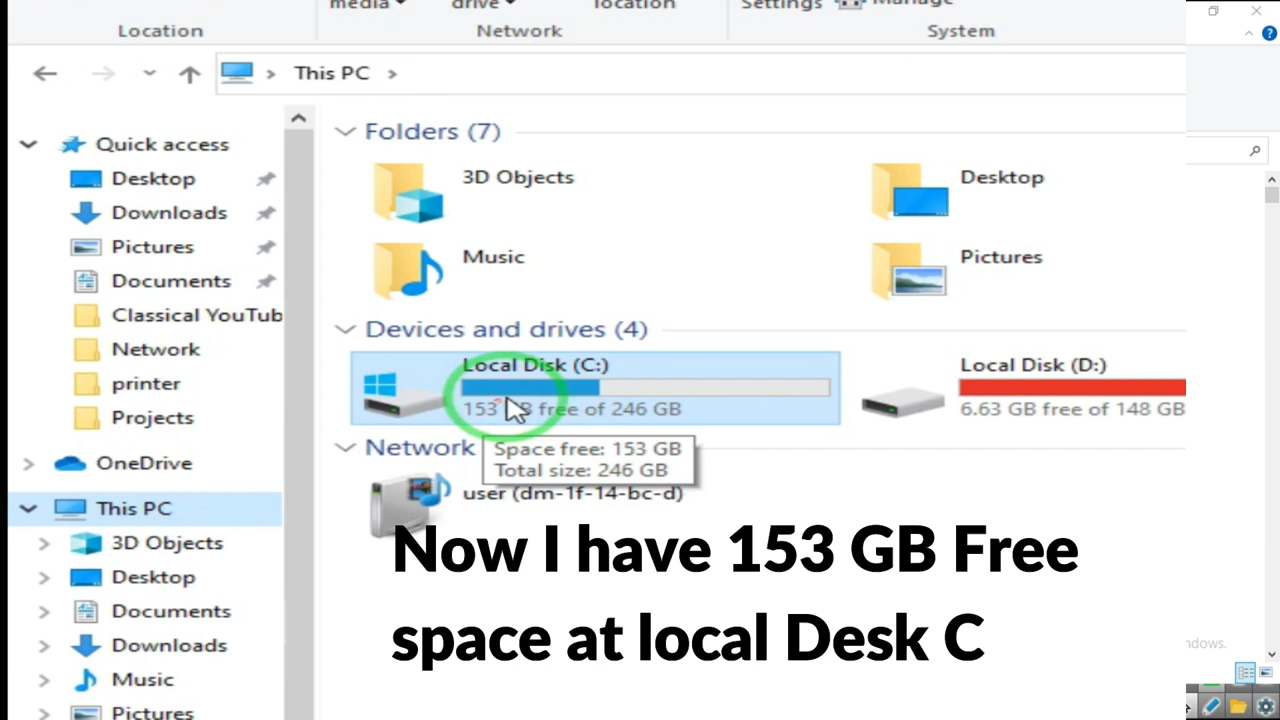 media drive location Settings Manage
Location Network System
This PC
Quick access
Desktop
Downloads
Pictures
Documents
Classical YouTub
Network
printer
Projects
OneDrive
This PC
3D Objects
Desktop
Documents
Downloads
Music
Pictures
Folders (7)
3D Objects
Desktop
Music
Pictures
Devices and drives (4)
Local Disk (C:)
153 GB free of 246 GB
Local Disk (D:)
6.63 GB free of 148 GB
Network
Space free: 153 GB
Total size: 246 GB
user (dm-1f-14-bc-d)
Now I have 153 GB Free
space at local Desk C
ndows.